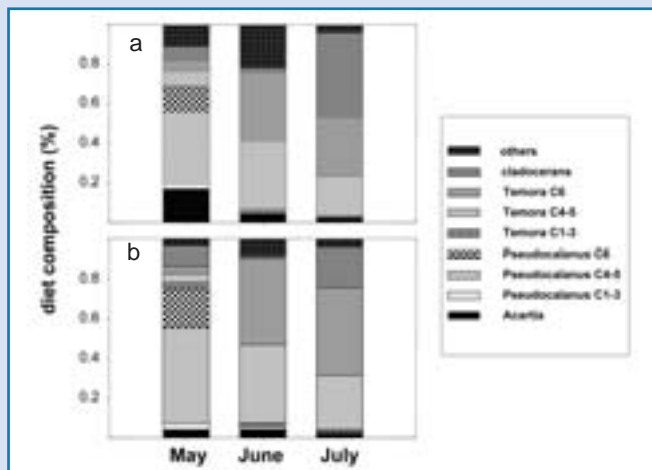 a
0.8
0.6
0.4
0.2
b
0.8
0.6
0.4
0.2
diet composition (%)
May June July
others
cladocerans
Temora C6
Temora C4-5
Temora C1-3
Pseudocalanus C6
Pseudocalanus C4-5
Pseudocalanus C1-3
Acartia